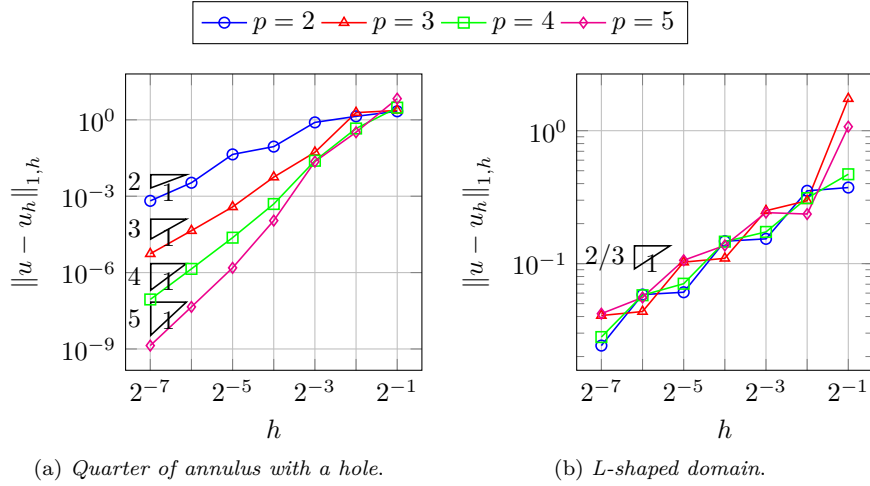 p = 2 p = 3 p = 4 p = 5
10^0
10^{-3}
10^{-6}
10^{-9}
‖u − u_h‖_{1,h}
2
1
3
1
4
1
5
1
2^{-7} 2^{-5} 2^{-3} 2^{-1}
h
(a) Quarter of annulus with a hole.
10^0
10^{-1}
‖u − u_h‖_{1,h}
2/3
1
2^{-7} 2^{-5} 2^{-3} 2^{-1}
h
(b) L-shaped domain.